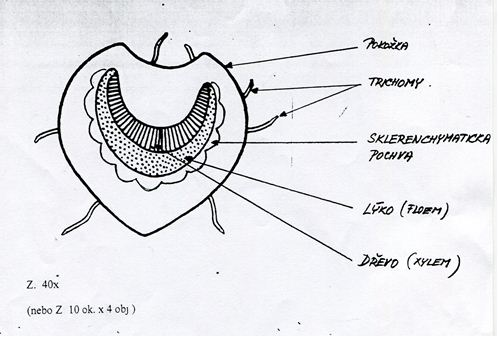 POKOŽKA
TRICHOMY
SKLERENCHYMATICKÁ
POCHVA
LÝKO (FLOEM)
DŘEVO (XYLEM)
Z. 40x
(nebo Z 10 ok. x 4 obj )